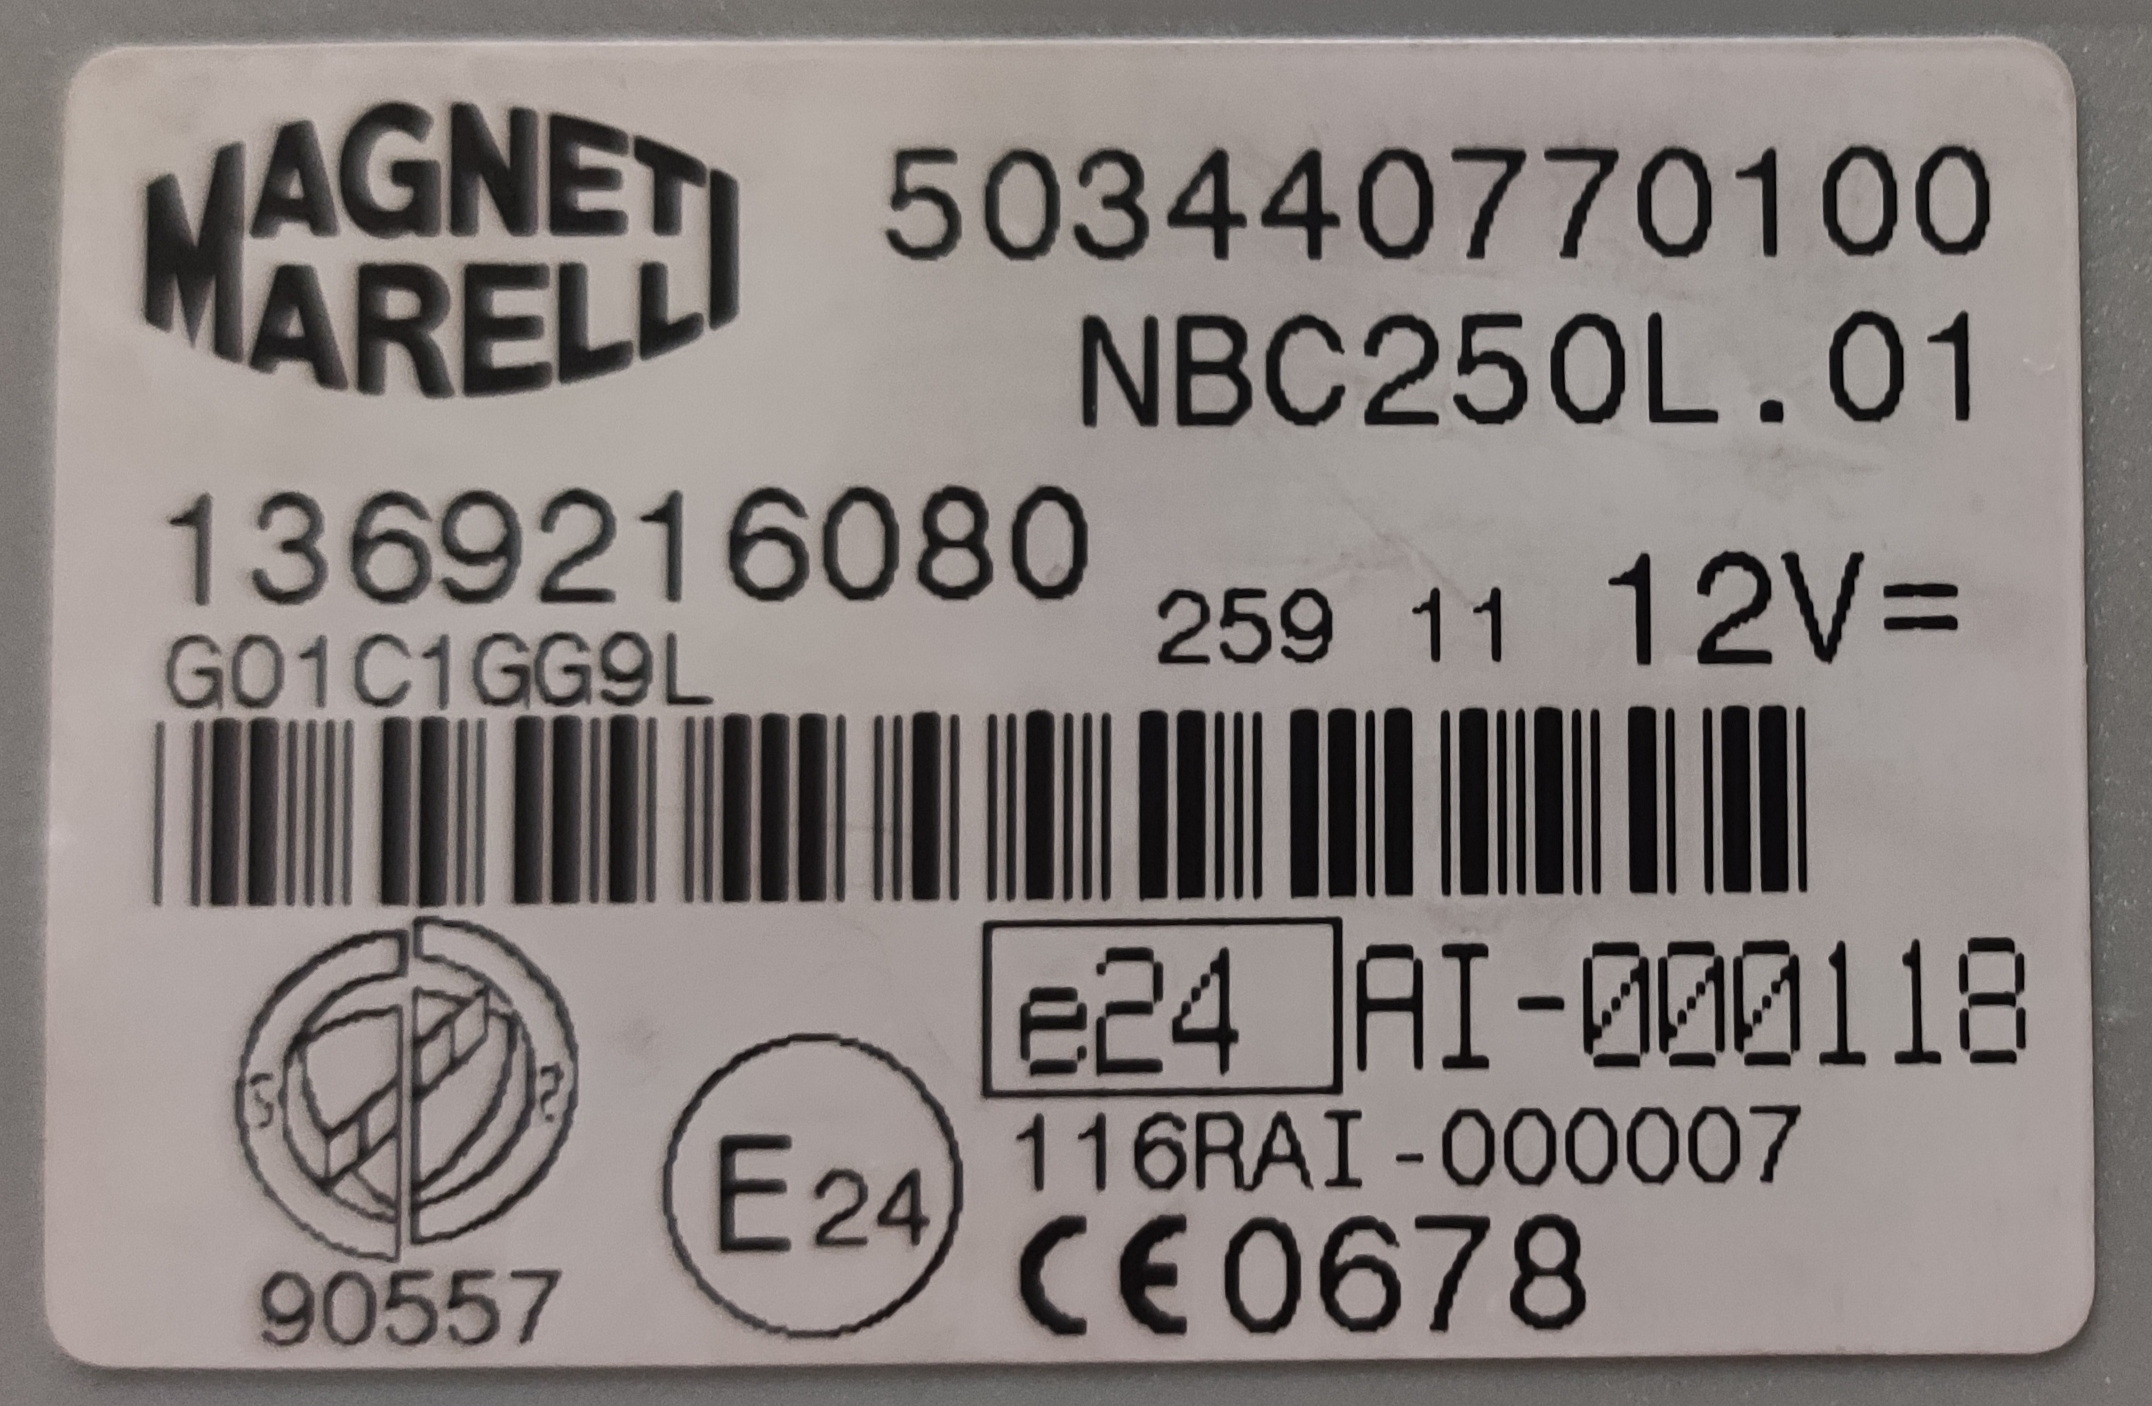 MAGNETI
MARELLI
503440770100
NBC250L.01
1369216080
259 11 12V=
G01C1GG9L
e24 AI-000118
116RAI-000007
E24
CE0678
90557